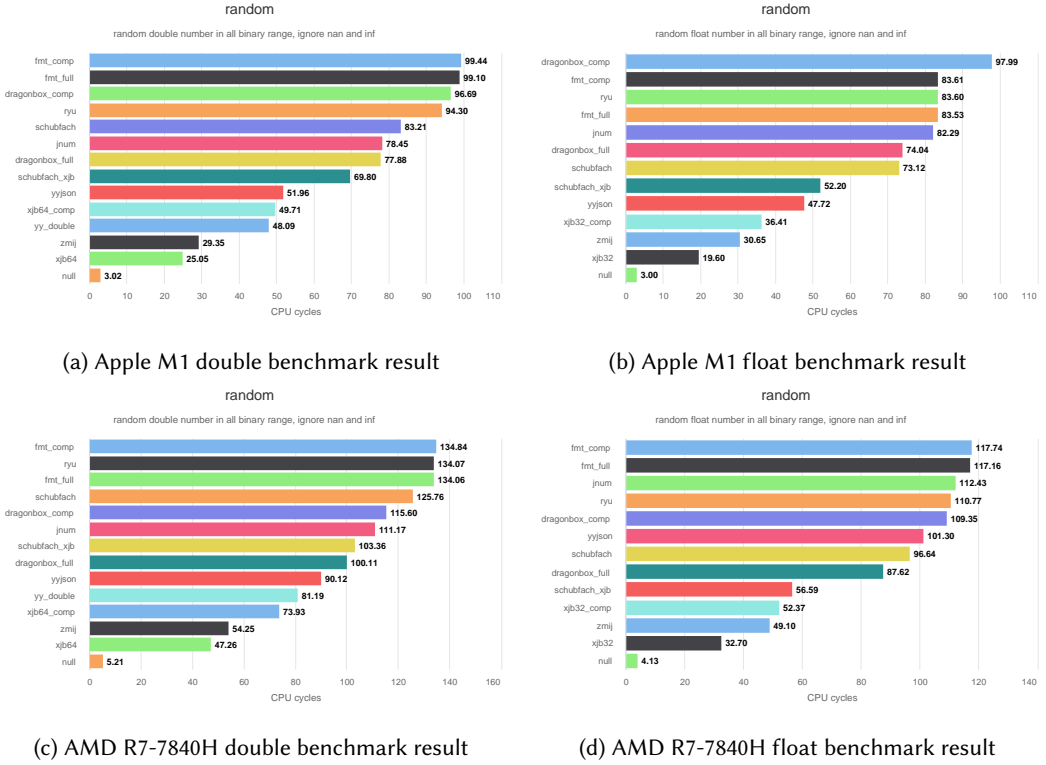 random
random double number in all binary range, ignore nan and inf
fmt_comp 99.44
fmt_full 99.10
dragonbox_comp 96.69
ryu 94.30
schubfach 83.21
jnum 78.45
dragonbox_full 77.88
schubfach_xjb 69.80
yyjson 51.96
xjb64_comp 49.71
yy_double 48.09
zmij 29.35
xjb64 25.05
null 3.02
0 10 20 30 40 50 60 70 80 90 100 110
CPU cycles
(a) Apple M1 double benchmark result
random
random float number in all binary range, ignore nan and inf
dragonbox_comp 97.99
fmt_comp 83.61
ryu 83.60
fmt_full 83.53
jnum 82.29
dragonbox_full 74.04
schubfach 73.12
schubfach_xjb 52.20
yyjson 47.72
xjb32_comp 36.41
zmij 30.65
xjb32 19.60
null 3.00
0 10 20 30 40 50 60 70 80 90 100 110
CPU cycles
(b) Apple M1 float benchmark result
random
random double number in all binary range, ignore nan and inf
fmt_comp 134.84
ryu 134.07
fmt_full 134.06
schubfach 125.76
dragonbox_comp 115.60
jnum 111.17
schubfach_xjb 103.36
dragonbox_full 100.11
yyjson 90.12
yy_double 81.19
xjb64_comp 73.93
zmij 54.25
xjb64 47.26
null 5.21
0 20 40 60 80 100 120 140 160
CPU cycles
(c) AMD R7-7840H double benchmark result
random
random float number in all binary range, ignore nan and inf
fmt_comp 117.74
fmt_full 117.16
jnum 112.43
ryu 110.77
dragonbox_comp 109.35
yyjson 101.30
schubfach 96.64
dragonbox_full 87.62
schubfach_xjb 56.59
xjb32_comp 52.37
zmij 49.10
xjb32 32.70
null 4.13
0 20 40 60 80 100 120 140
CPU cycles
(d) AMD R7-7840H float benchmark result